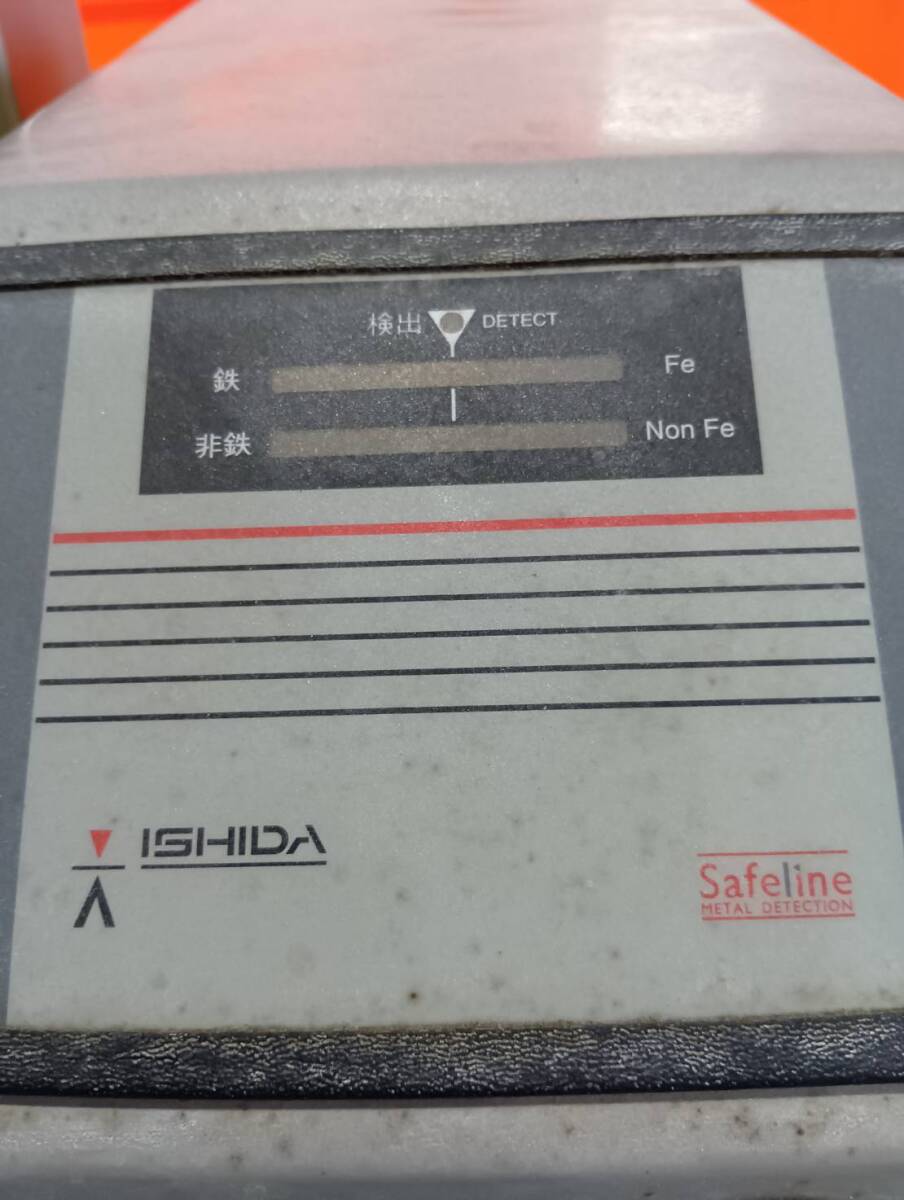 検出 DETECT
鉄 Fe
非鉄 Non Fe
ISHIDA
Safeline
METAL DETECTION